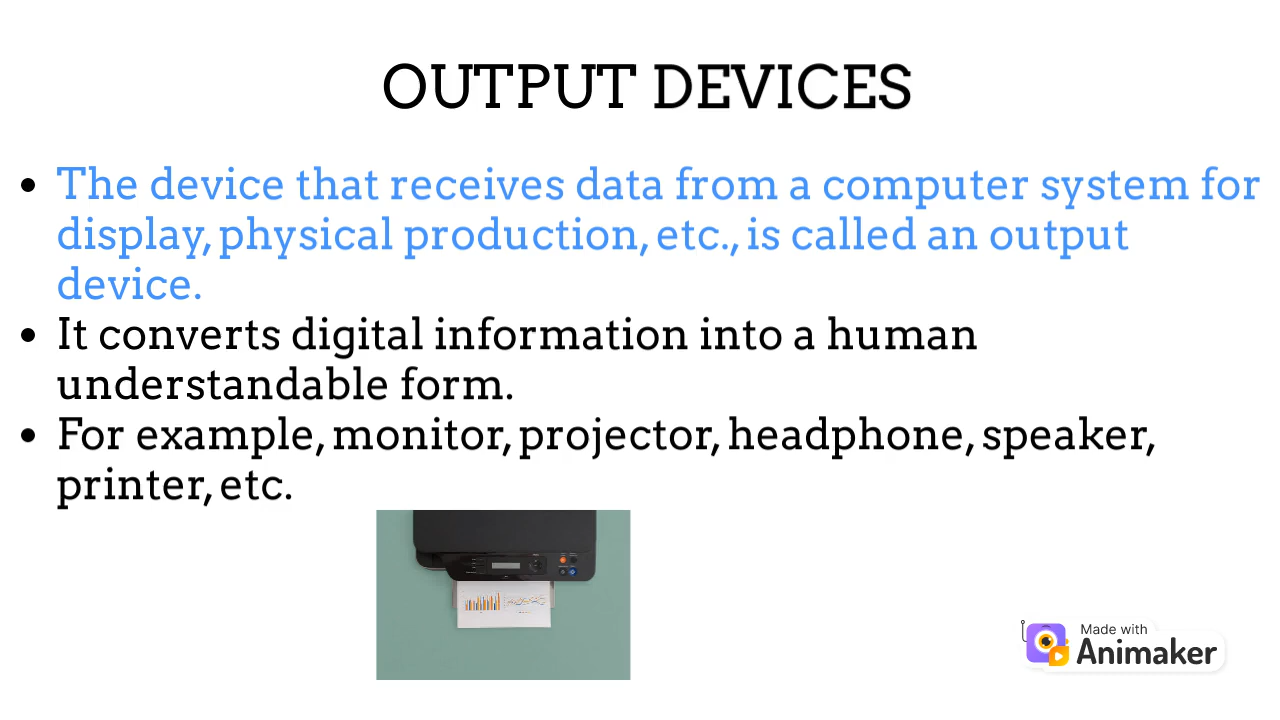 OUTPUT DEVICES
• The device that receives data from a computer system for
display, physical production, etc., is called an output
device.
• It converts digital information into a human
understandable form.
• For example, monitor, projector, headphone, speaker,
printer, etc.
Made with
Animaker